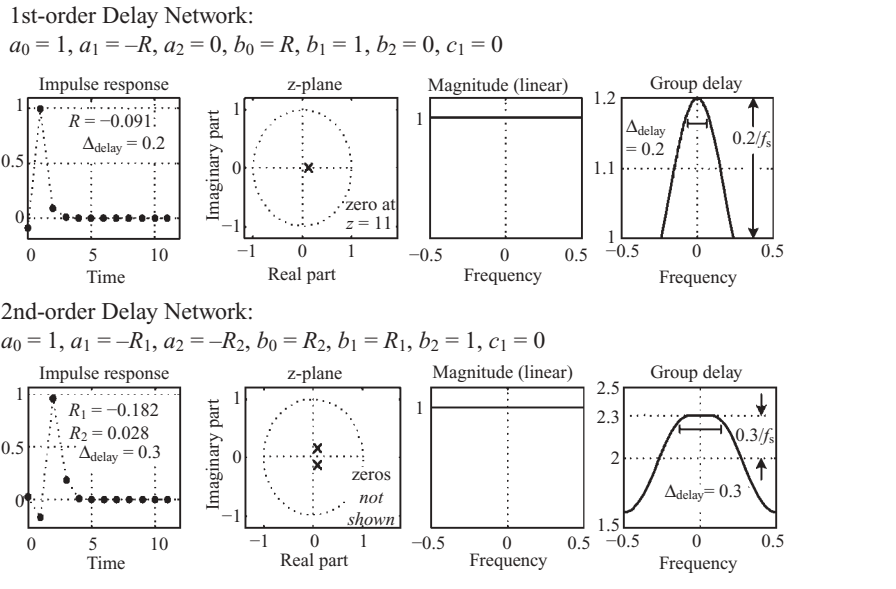 1st-order Delay Network:
a₀ = 1, a₁ = –R, a₂ = 0, b₀ = R, b₁ = 1, b₂ = 0, c₁ = 0
Impulse response
1
0.5
0
R = −0.091
Δdelay = 0.2
0 5 10
Time
z-plane
Imaginary part
1
0
−1
zero at
z = 11
−1 0 1
Real part
Magnitude (linear)
1
−0.5 0 0.5
Frequency
Group delay
1.2
1.1
1
Δdelay
= 0.2
0.2/fs
−0.5 0 0.5
Frequency
2nd-order Delay Network:
a₀ = 1, a₁ = –R₁, a₂ = –R₂, b₀ = R₂, b₁ = R₁, b₂ = 1, c₁ = 0
Impulse response
1
0.5
0
R₁ = −0.182
R₂ = 0.028
Δdelay = 0.3
0 5 10
Time
z-plane
Imaginary part
1
0
−1
zeros
not
shown
−1 0 1
Real part
Magnitude (linear)
1
−0.5 0 0.5
Frequency
Group delay
2.5
2.3
2
1.5
0.3/fs
Δdelay = 0.3
−0.5 0 0.5
Frequency